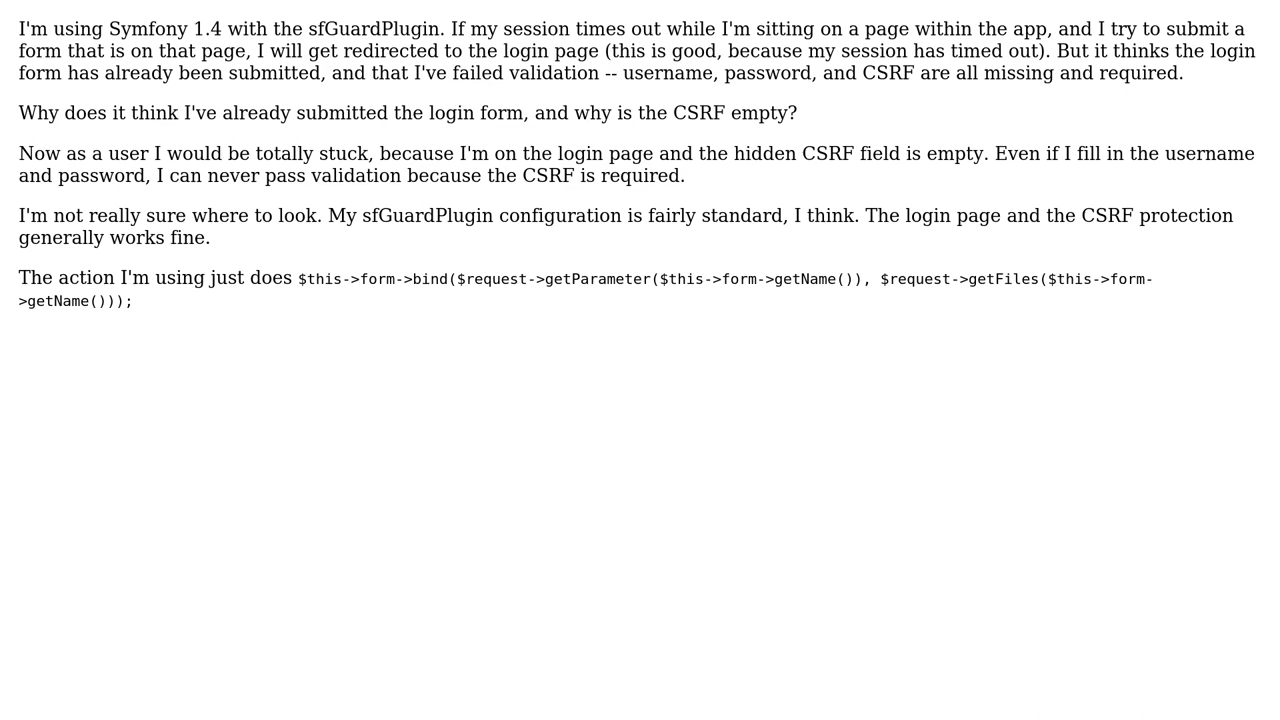 I'm using Symfony 1.4 with the sfGuardPlugin. If my session times out while I'm sitting on a page within the app, and I try to submit a
form that is on that page, I will get redirected to the login page (this is good, because my session has timed out). But it thinks the login
form has already been submitted, and that I've failed validation -- username, password, and CSRF are all missing and required.
Why does it think I've already submitted the login form, and why is the CSRF empty?
Now as a user I would be totally stuck, because I'm on the login page and the hidden CSRF field is empty. Even if I fill in the username
and password, I can never pass validation because the CSRF is required.
I'm not really sure where to look. My sfGuardPlugin configuration is fairly standard, I think. The login page and the CSRF protection
generally works fine.
The action I'm using just does $this->form->bind($request->getParameter($this->form->getName()), $request->getFiles($this->form-
>getName()));